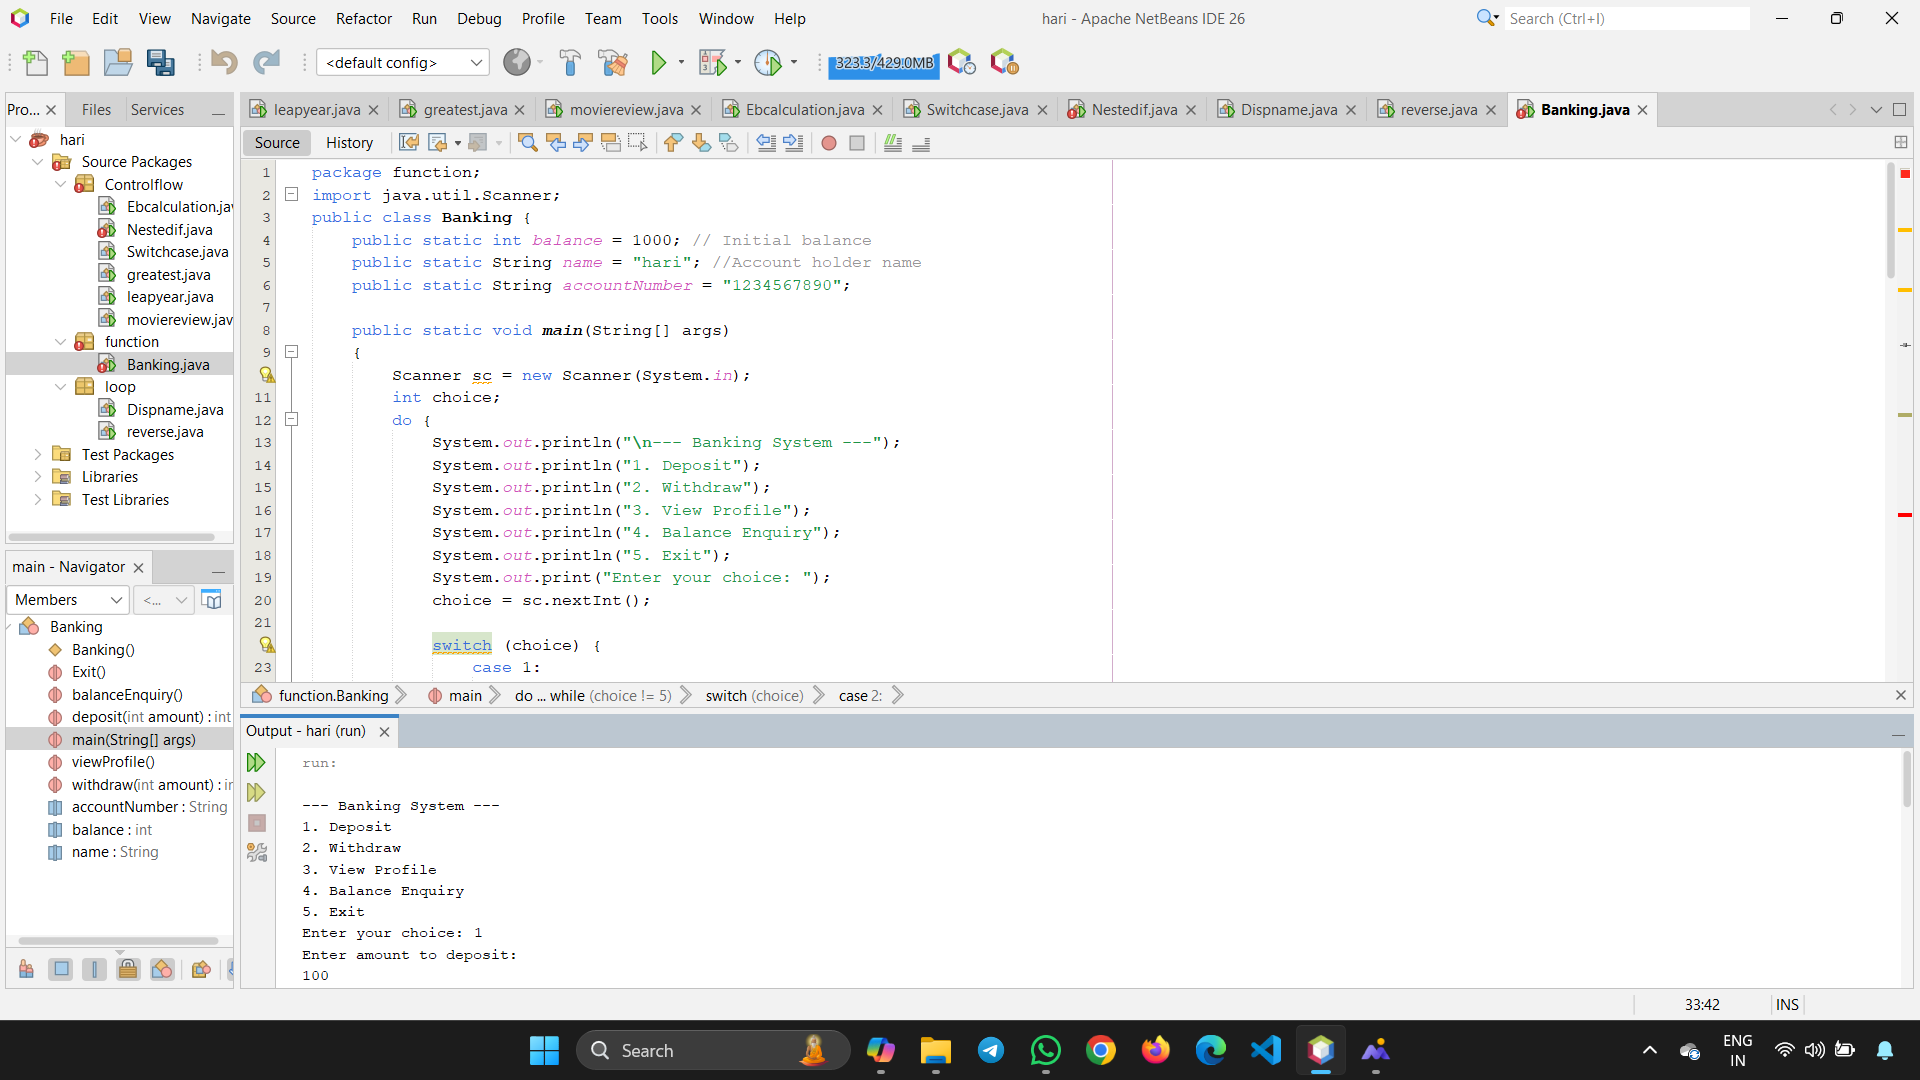 File Edit View Navigate Source Refactor Run Debug Profile Team Tools Window Help
hari - Apache NetBeans IDE 26
Search (Ctrl+I)
<default config>
323.3/429.0MB
Pro... Files Services
leapyear.java greatest.java moviereview.java Ebcalculation.java Switchcase.java Nestedif.java Dispname.java reverse.java Banking.java
Source History
hari
Source Packages
Controlflow
Ebcalculation.jav
Nestedif.java
Switchcase.java
greatest.java
leapyear.java
moviereview.jav
function
Banking.java
loop
Dispname.java
reverse.java
Test Packages
Libraries
Test Libraries
1 package function;
2 import java.util.Scanner;
3 public class Banking {
4 public static int balance = 1000; // Initial balance
5 public static String name = "hari"; //Account holder name
6 public static String accountNumber = "1234567890";
7
8 public static void main(String[] args)
9 {
Scanner sc = new Scanner(System.in);
11 int choice;
12 do {
13 System.out.println("\n--- Banking System ---");
14 System.out.println("1. Deposit");
15 System.out.println("2. Withdraw");
16 System.out.println("3. View Profile");
17 System.out.println("4. Balance Enquiry");
18 System.out.println("5. Exit");
19 System.out.print("Enter your choice: ");
20 choice = sc.nextInt();
21
switch (choice) {
23 case 1:
function.Banking main do ... while (choice != 5) switch (choice) case 2:
main - Navigator
Members <...
Banking
Banking()
Exit()
balanceEnquiry()
deposit(int amount) : int
main(String[] args)
viewProfile()
withdraw(int amount) : ir
accountNumber : String
balance : int
name : String
Output - hari (run)
run:
--- Banking System ---
1. Deposit
2. Withdraw
3. View Profile
4. Balance Enquiry
5. Exit
Enter your choice: 1
Enter amount to deposit:
100
33:42 INS
Search
ENG
IN